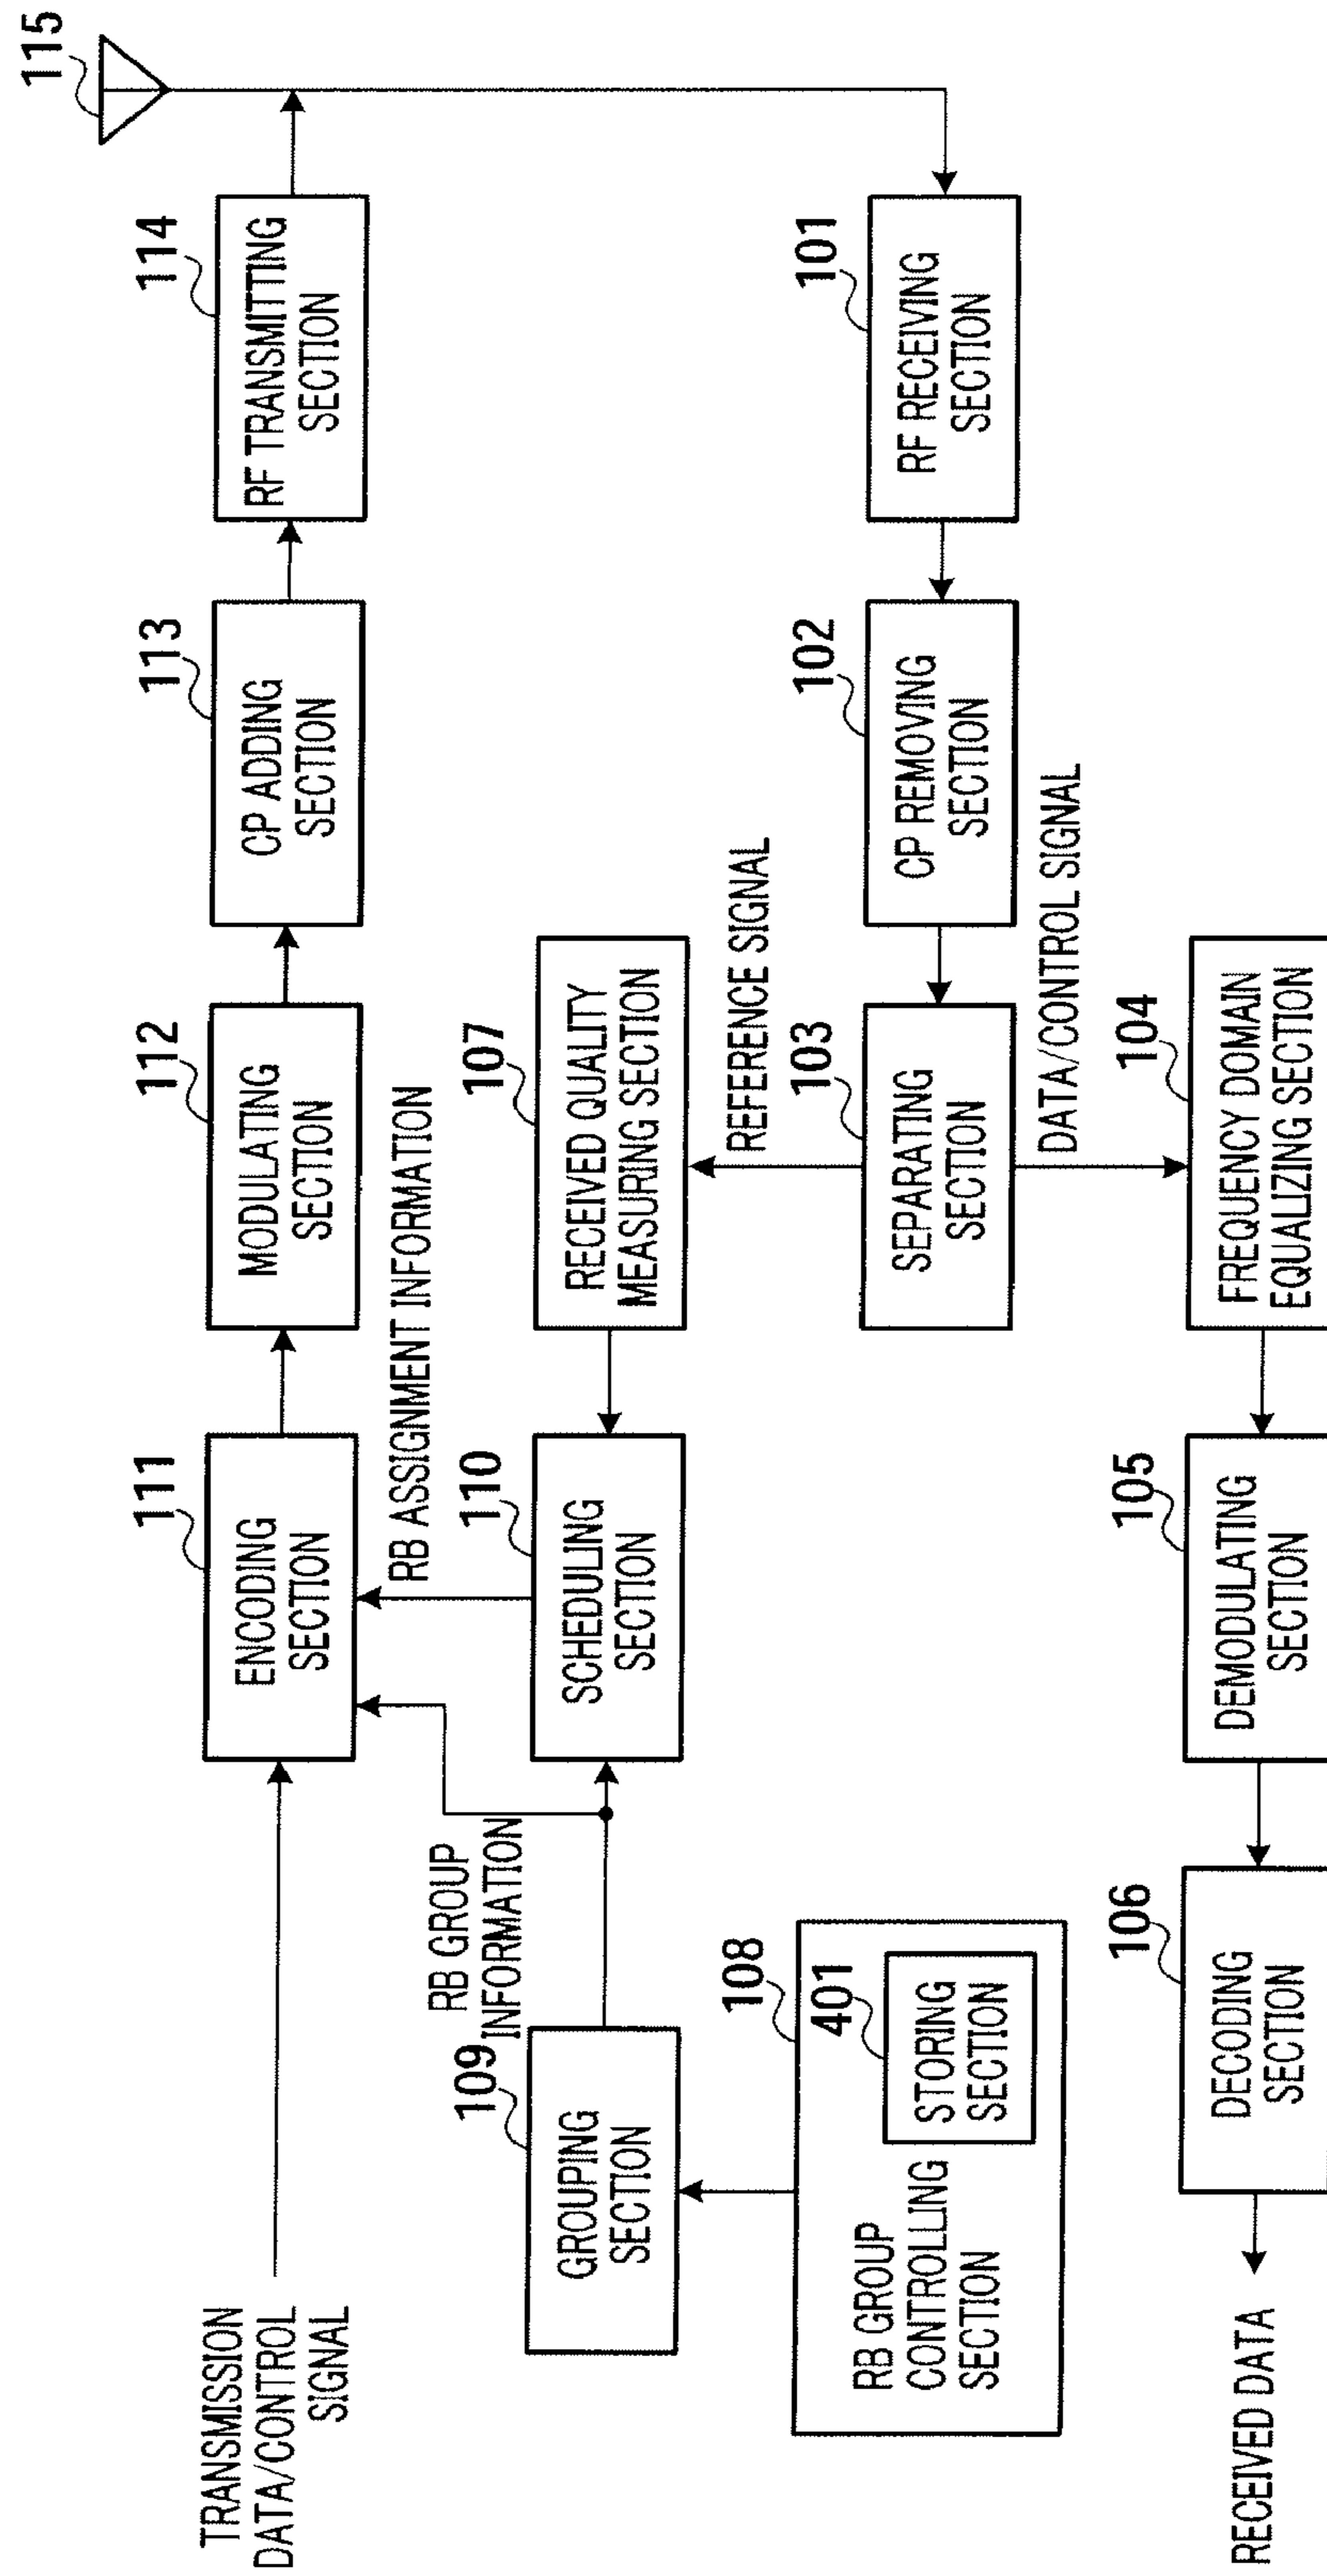 115
TRANSMISSION
DATA/CONTROL
SIGNAL
111
ENCODING
SECTION
112
MODULATING
SECTION
113
CP ADDING
SECTION
114
RF TRANSMITTING
SECTION
RB ASSIGNMENT INFORMATION
RB GROUP
INFORMATION
109
GROUPING
SECTION
110
SCHEDULING
SECTION
107
RECEIVED QUALITY
MEASURING SECTION
REFERENCE SIGNAL
108
RB GROUP
CONTROLLING
SECTION
401
STORING
SECTION
103
SEPARATING
SECTION
102
CP REMOVING
SECTION
101
RF RECEIVING
SECTION
DATA/CONTROL SIGNAL
RECEIVED DATA
106
DECODING
SECTION
105
DEMODULATING
SECTION
104
FREQUENCY DOMAIN
EQUALIZING SECTION